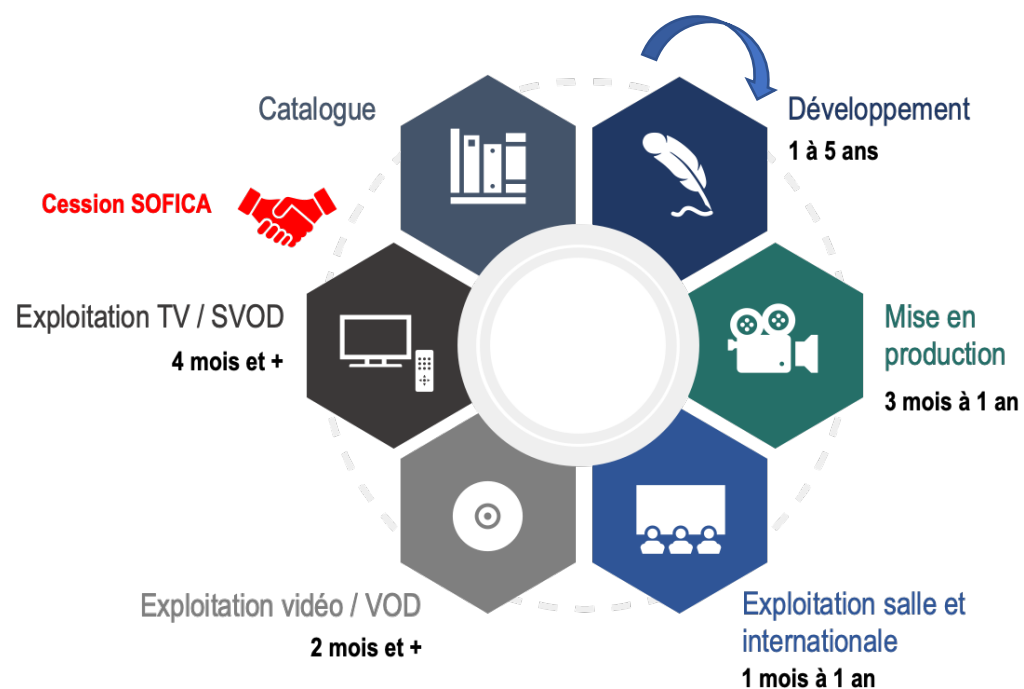 Catalogue
Développement
1 à 5 ans
Cession SOFICA
Exploitation TV / SVOD
4 mois et +
Mise en
production
3 mois à 1 an
Exploitation vidéo / VOD
2 mois et +
Exploitation salle et
internationale
1 mois à 1 an